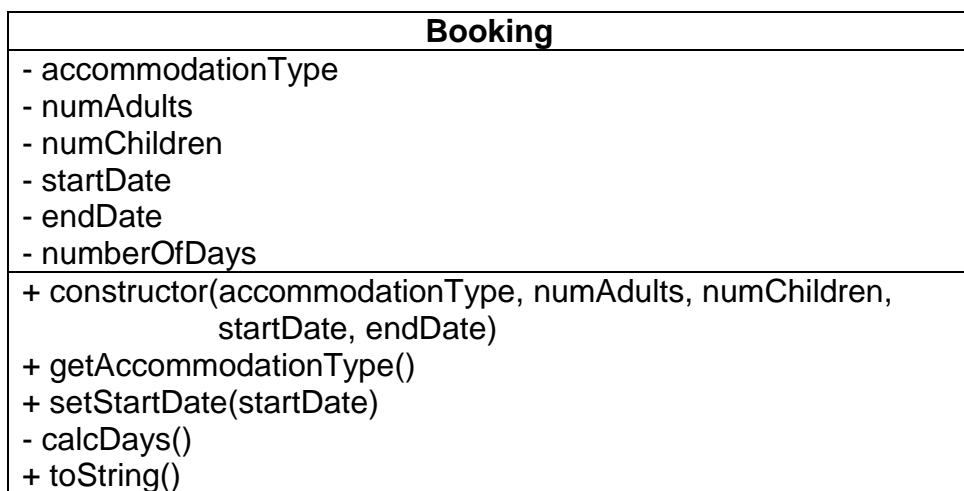 Booking
- accommodationType
- numAdults
- numChildren
- startDate
- endDate
- numberOfDays
+ constructor(accommodationType, numAdults, numChildren,
startDate, endDate)
+ getAccommodationType()
+ setStartDate(startDate)
- calcDays()
+ toString()